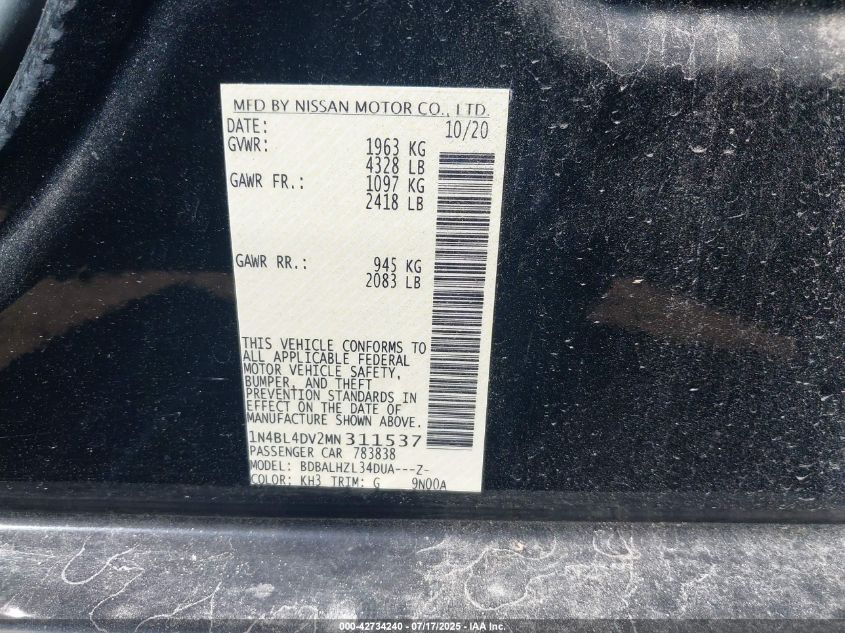 MFD BY NISSAN MOTOR CO., LTD.
DATE: 10/20
GVWR: 1963 KG
4328 LB
GAWR FR.: 1097 KG
2418 LB
GAWR RR.: 945 KG
2083 LB
THIS VEHICLE CONFORMS TO
ALL APPLICABLE FEDERAL
MOTOR VEHICLE SAFETY,
BUMPER, AND THEFT
PREVENTION STANDARDS IN
EFFECT ON THE DATE OF
MANUFACTURE SHOWN ABOVE.
1N4BL4DV2MN311537
PASSENGER CAR 783838
MODEL: BDBALHZL34DUA---Z-
COLOR: KH3 TRIM: G 9N00A
000-42734240 - 07/17/2025 - IAA Inc.